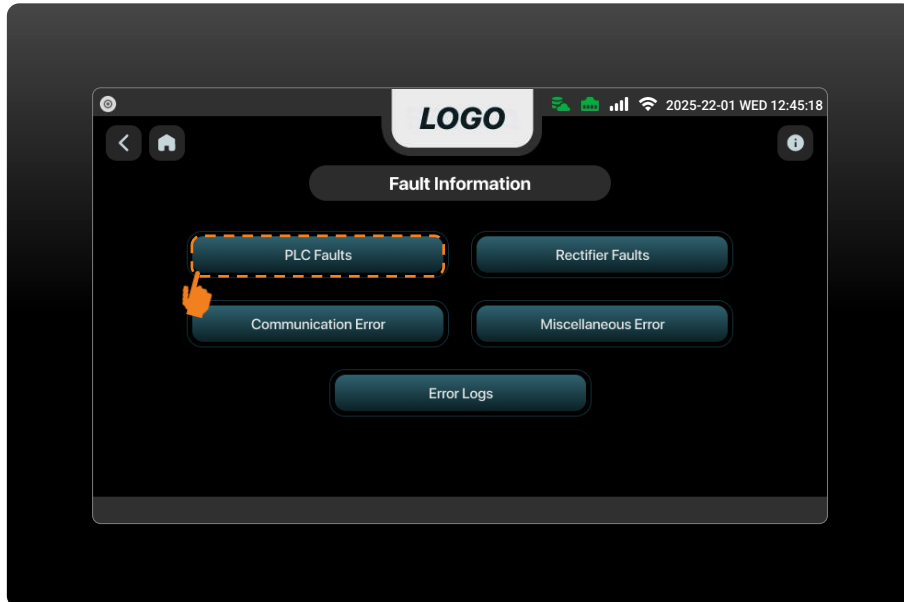 LOGO
2025-22-01 WED 12:45:18
Fault Information
PLC Faults
Rectifier Faults
Communication Error
Miscellaneous Error
Error Logs